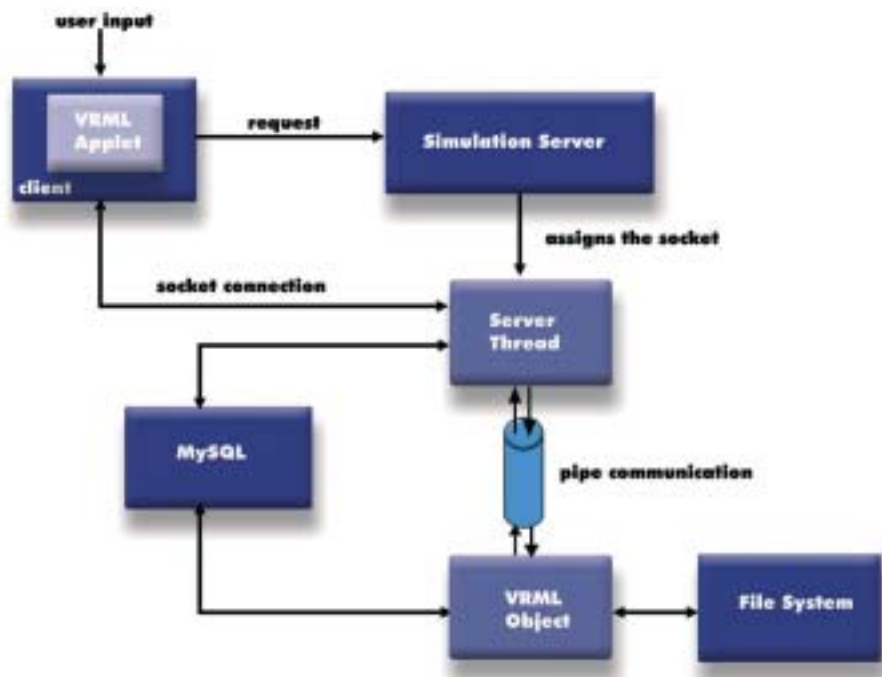 user input
VRML
Applet
client
request
Simulation Server
assigns the socket
socket connection
Server
Thread
MySQL
pipe communication
VRML
Object
File System